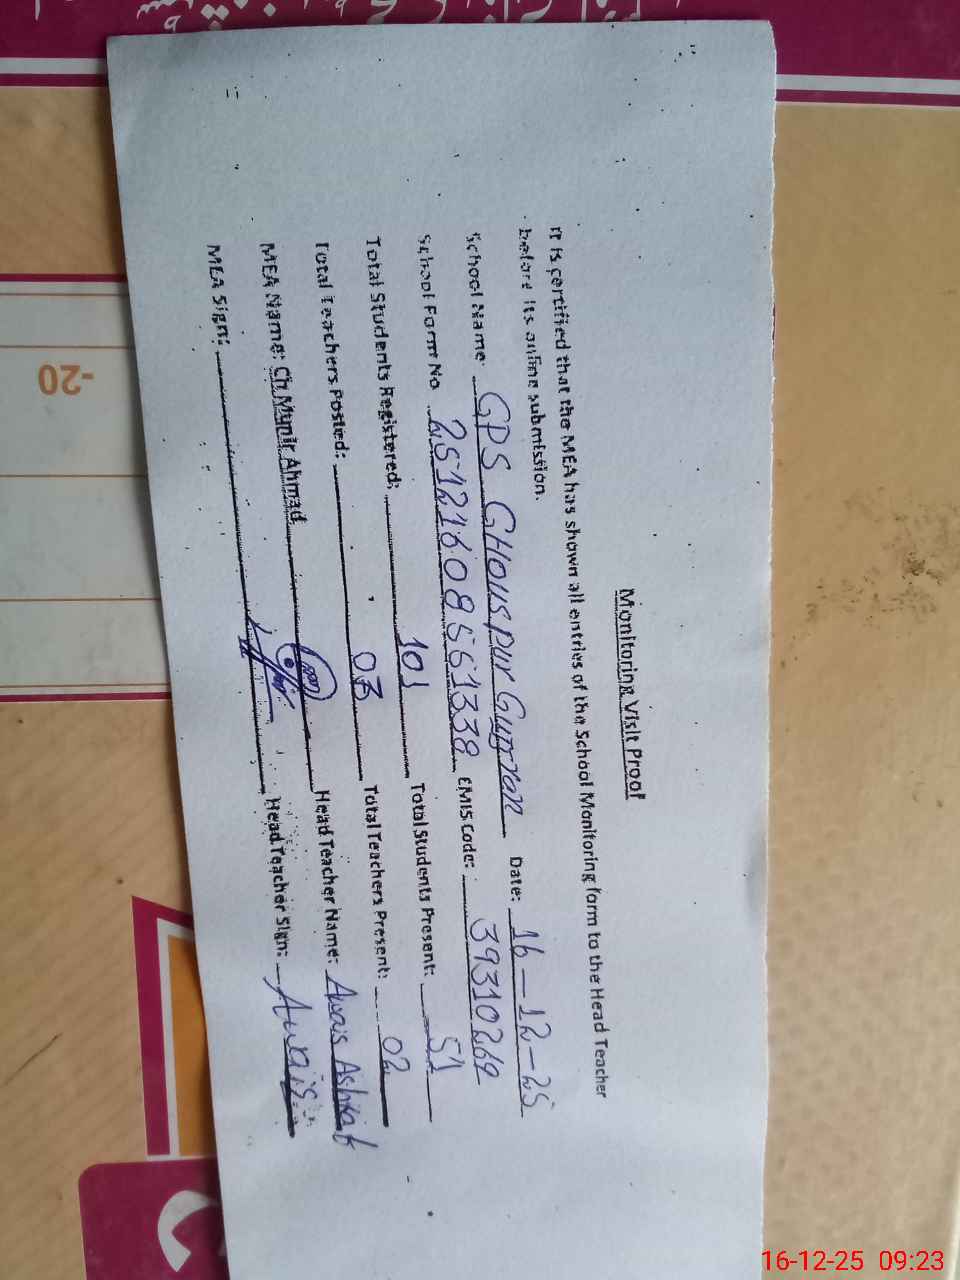 Monitoring Visit Proof
It is certified that the MEA has shown all entries of the School Monitoring form to the Head Teacher
before its online submission.
School Name GPS GHouspur Gujjran Date: 16-12-25
School Form No. 25121608551338 EMIS Code: 39310269
Total Students Registered: 101 Total Students Present: 51
Total Teachers Posted: 03 Total Teachers Present: 02
MEA Name: Ch Munir Ahmad Head Teacher Name: Awais Ashraf
MEA Sign: Head Teacher Sign: Awais
-20
16-12-25 09:23